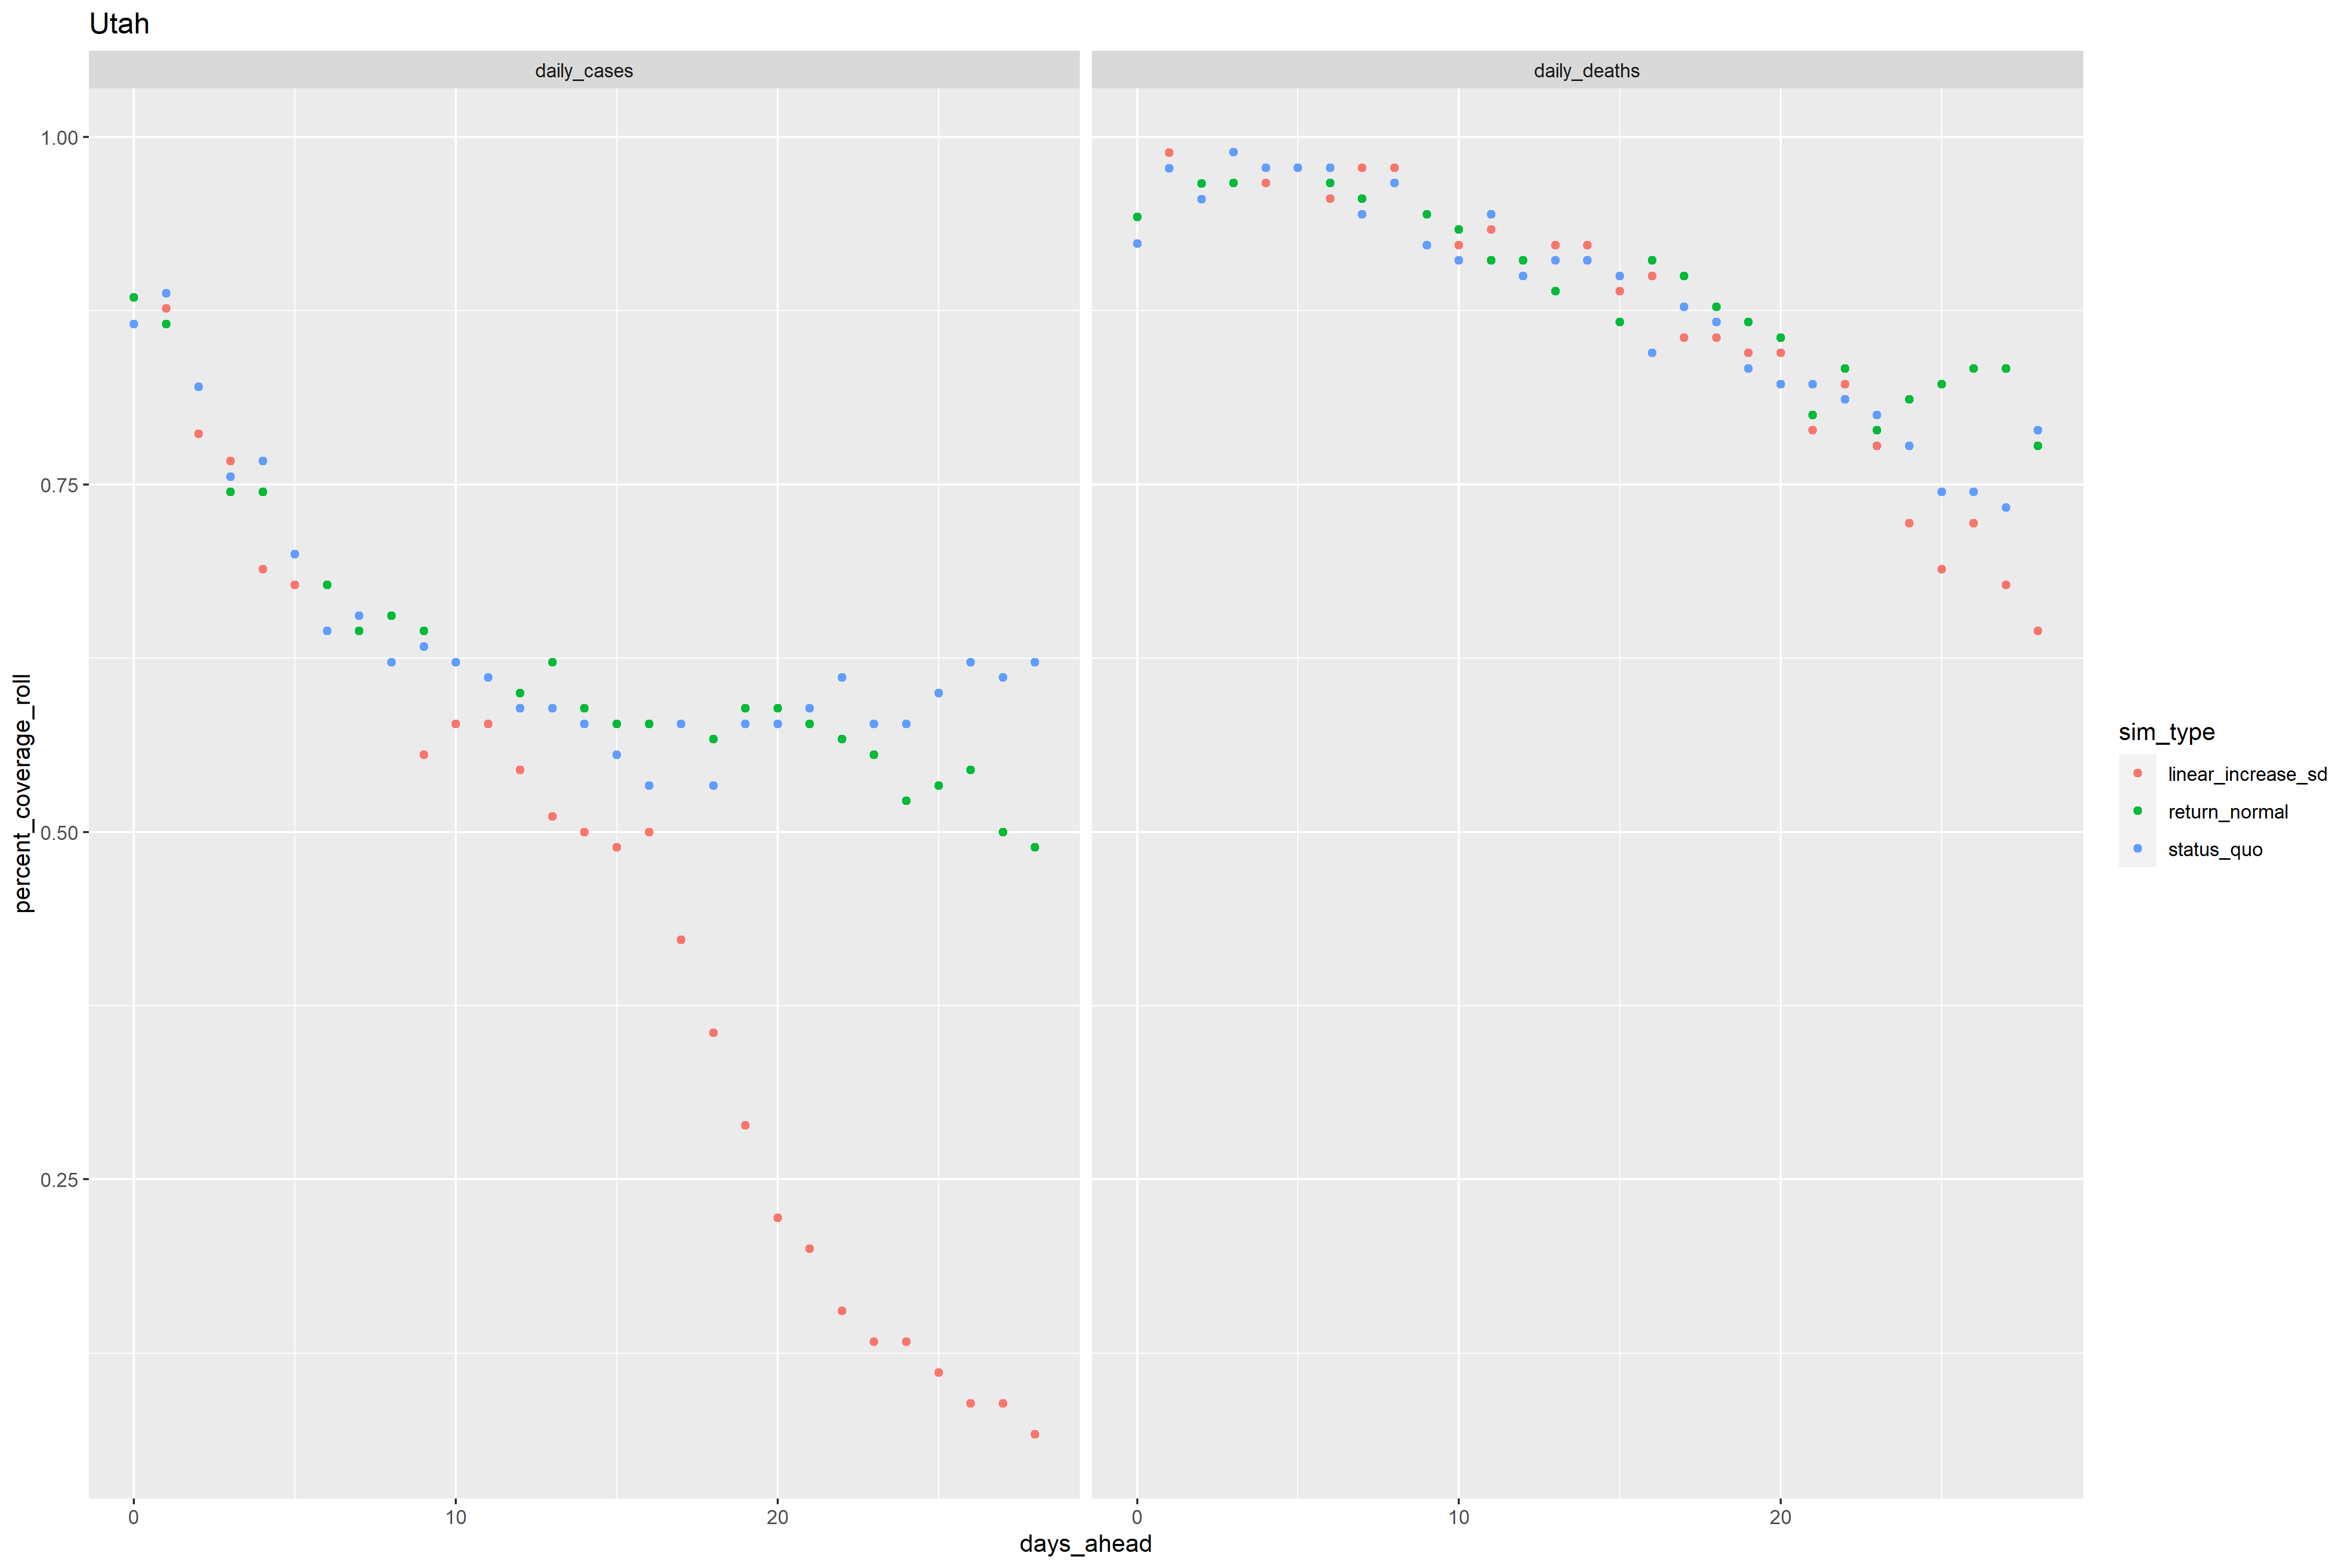 Utah
daily_cases
daily_deaths
1.00
0.75
0.50
0.25
percent_coverage_roll
0
10
20
0
10
20
days_ahead
sim_type
linear_increase_sd
return_normal
status_quo